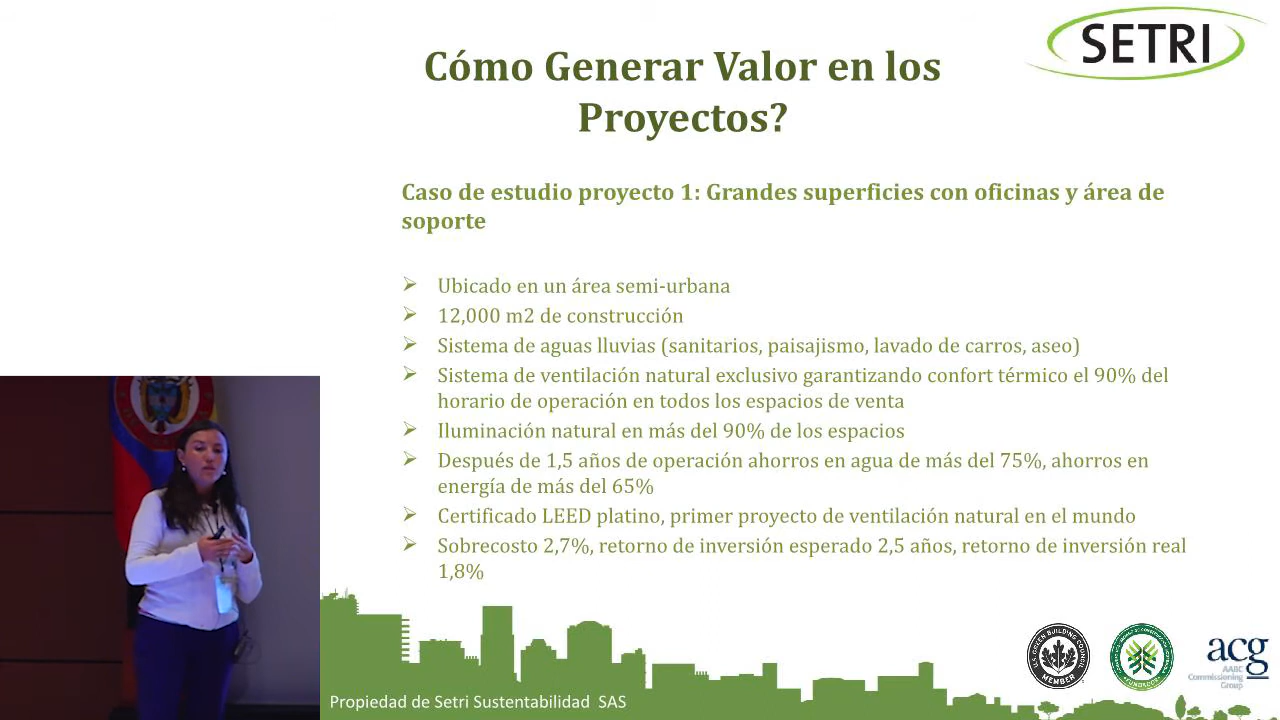 SETRI
Cómo Generar Valor en los
Proyectos?
Caso de estudio proyecto 1: Grandes superficies con oficinas y área de
soporte
Ubicado en un área semi-urbana
12,000 m2 de construcción
Sistema de aguas lluvias (sanitarios, paisajismo, lavado de carros, aseo)
Sistema de ventilación natural exclusivo garantizando confort térmico el 90% del
horario de operación en todos los espacios de venta
Iluminación natural en más del 90% de los espacios
Después de 1,5 años de operación ahorros en agua de más del 75%, ahorros en
energía de más del 65%
Certificado LEED platino, primer proyecto de ventilación natural en el mundo
Sobrecosto 2,7%, retorno de inversión esperado 2,5 años, retorno de inversión real
1,8%
Propiedad de Setri Sustentabilidad SAS
GREEN BUILDING
MEMBER
acg
AABC
Commissioning
Group